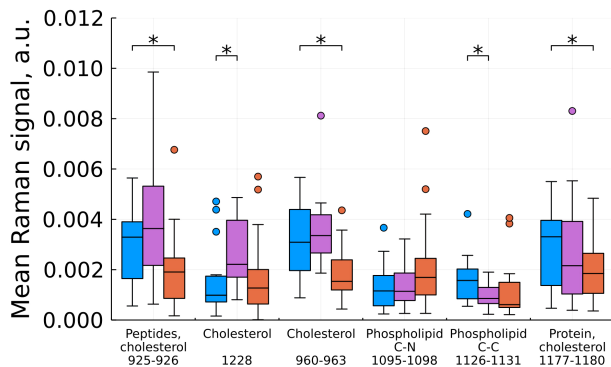 Mean Raman signal, a.u.
0.012
0.010
0.008
0.006
0.004
0.002
0.000
* * * * *
Peptides, Cholesterol Cholesterol Phospholipid Phospholipid Protein,
cholesterol C-N C-C cholesterol
925-926 1228 960-963 1095-1098 1126-1131 1177-1180